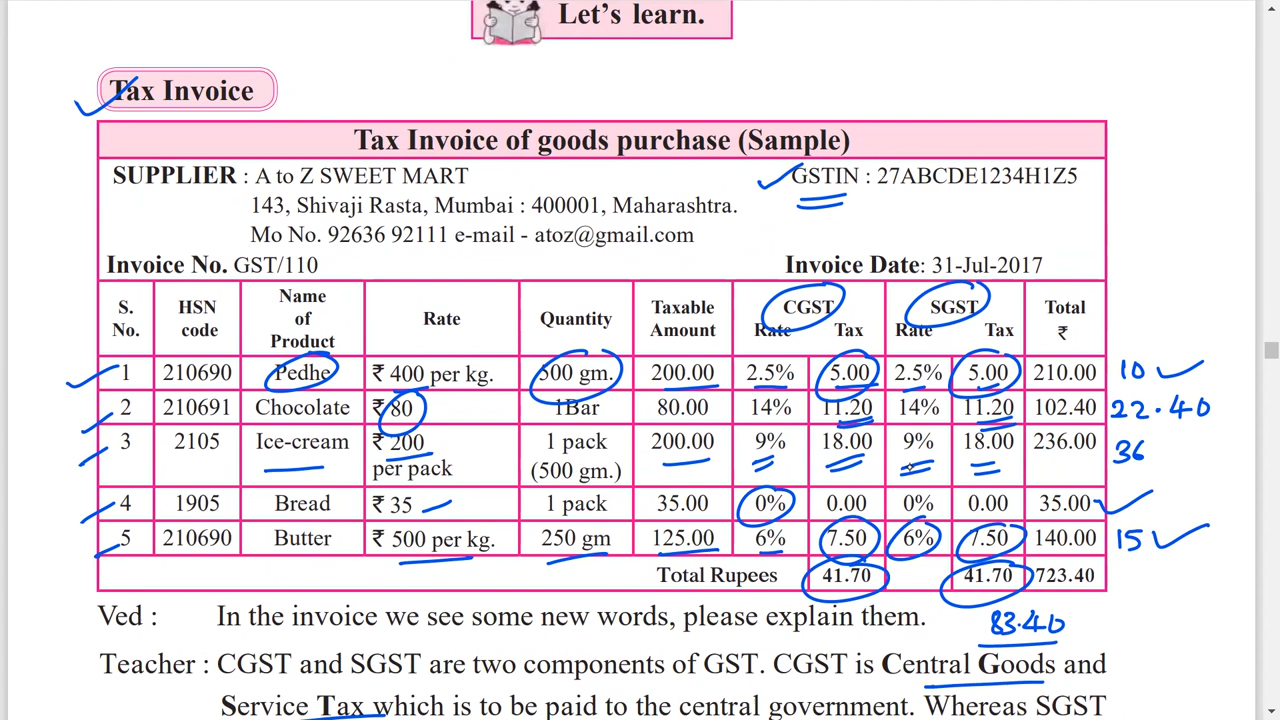 Let's learn.
Tax Invoice
Tax Invoice of goods purchase (Sample)
SUPPLIER : A to Z SWEET MART GSTIN : 27ABCDE1234H1Z5
143, Shivaji Rasta, Mumbai : 400001, Maharashtra.
Mo No. 92636 92111 e-mail - atoz@gmail.com
Invoice No. GST/110 Invoice Date: 31-Jul-2017
S. No. HSN code Name of Product Rate Quantity Taxable Amount CGST Rate Tax SGST Rate Tax Total ₹
1 210690 Pedhe ₹ 400 per kg. 500 gm. 200.00 2.5% 5.00 2.5% 5.00 210.00 10
2 210691 Chocolate ₹ 80 1Bar 80.00 14% 11.20 14% 11.20 102.40 22.40
3 2105 Ice-cream ₹ 200 1 pack 200.00 9% 18.00 9% 18.00 236.00 36
per pack (500 gm.)
4 1905 Bread ₹ 35 1 pack 35.00 0% 0.00 0% 0.00 35.00
5 210690 Butter ₹ 500 per kg. 250 gm 125.00 6% 7.50 6% 7.50 140.00 15
Total Rupees 41.70 41.70 723.40
83.40
Ved : In the invoice we see some new words, please explain them.
Teacher : CGST and SGST are two components of GST. CGST is Central Goods and
Service Tax which is to be paid to the central government. Whereas SGST